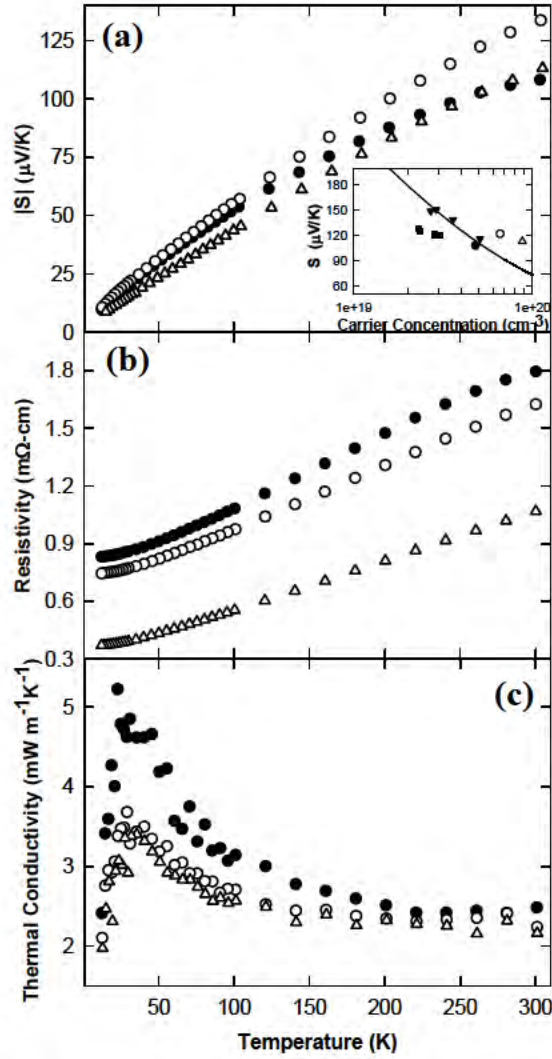 (a)
125
100
75
50
25
0
|S| (μV/K)
180
150
120
90
60
S (μV/K)
1e+19
1e+20
Carrier Concentration (cm-3)
(b)
1.8
1.5
1.2
0.9
0.6
0.3
Resistivity (mΩ-cm)
(c)
5
4
3
2
Thermal Conductivity (mW m-1K-1)
50 100 150 200 250 300
Temperature (K)